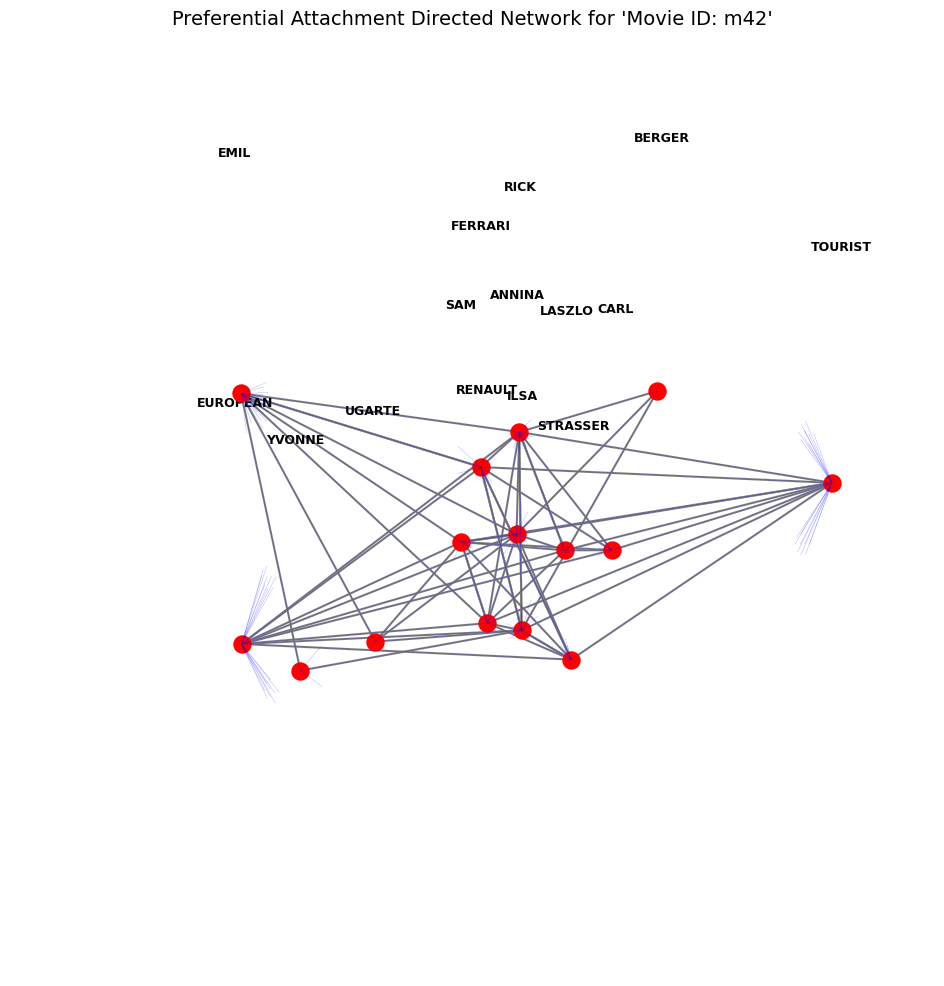 Preferential Attachment Directed Network for 'Movie ID: m42'
BERGER
EMIL
RICK
FERRARI
TOURIST
ANNINA
SAM
CARL
LASZLO
RENAULT
ILSA
EUROPEAN
UGARTE
STRASSER
YVONNE